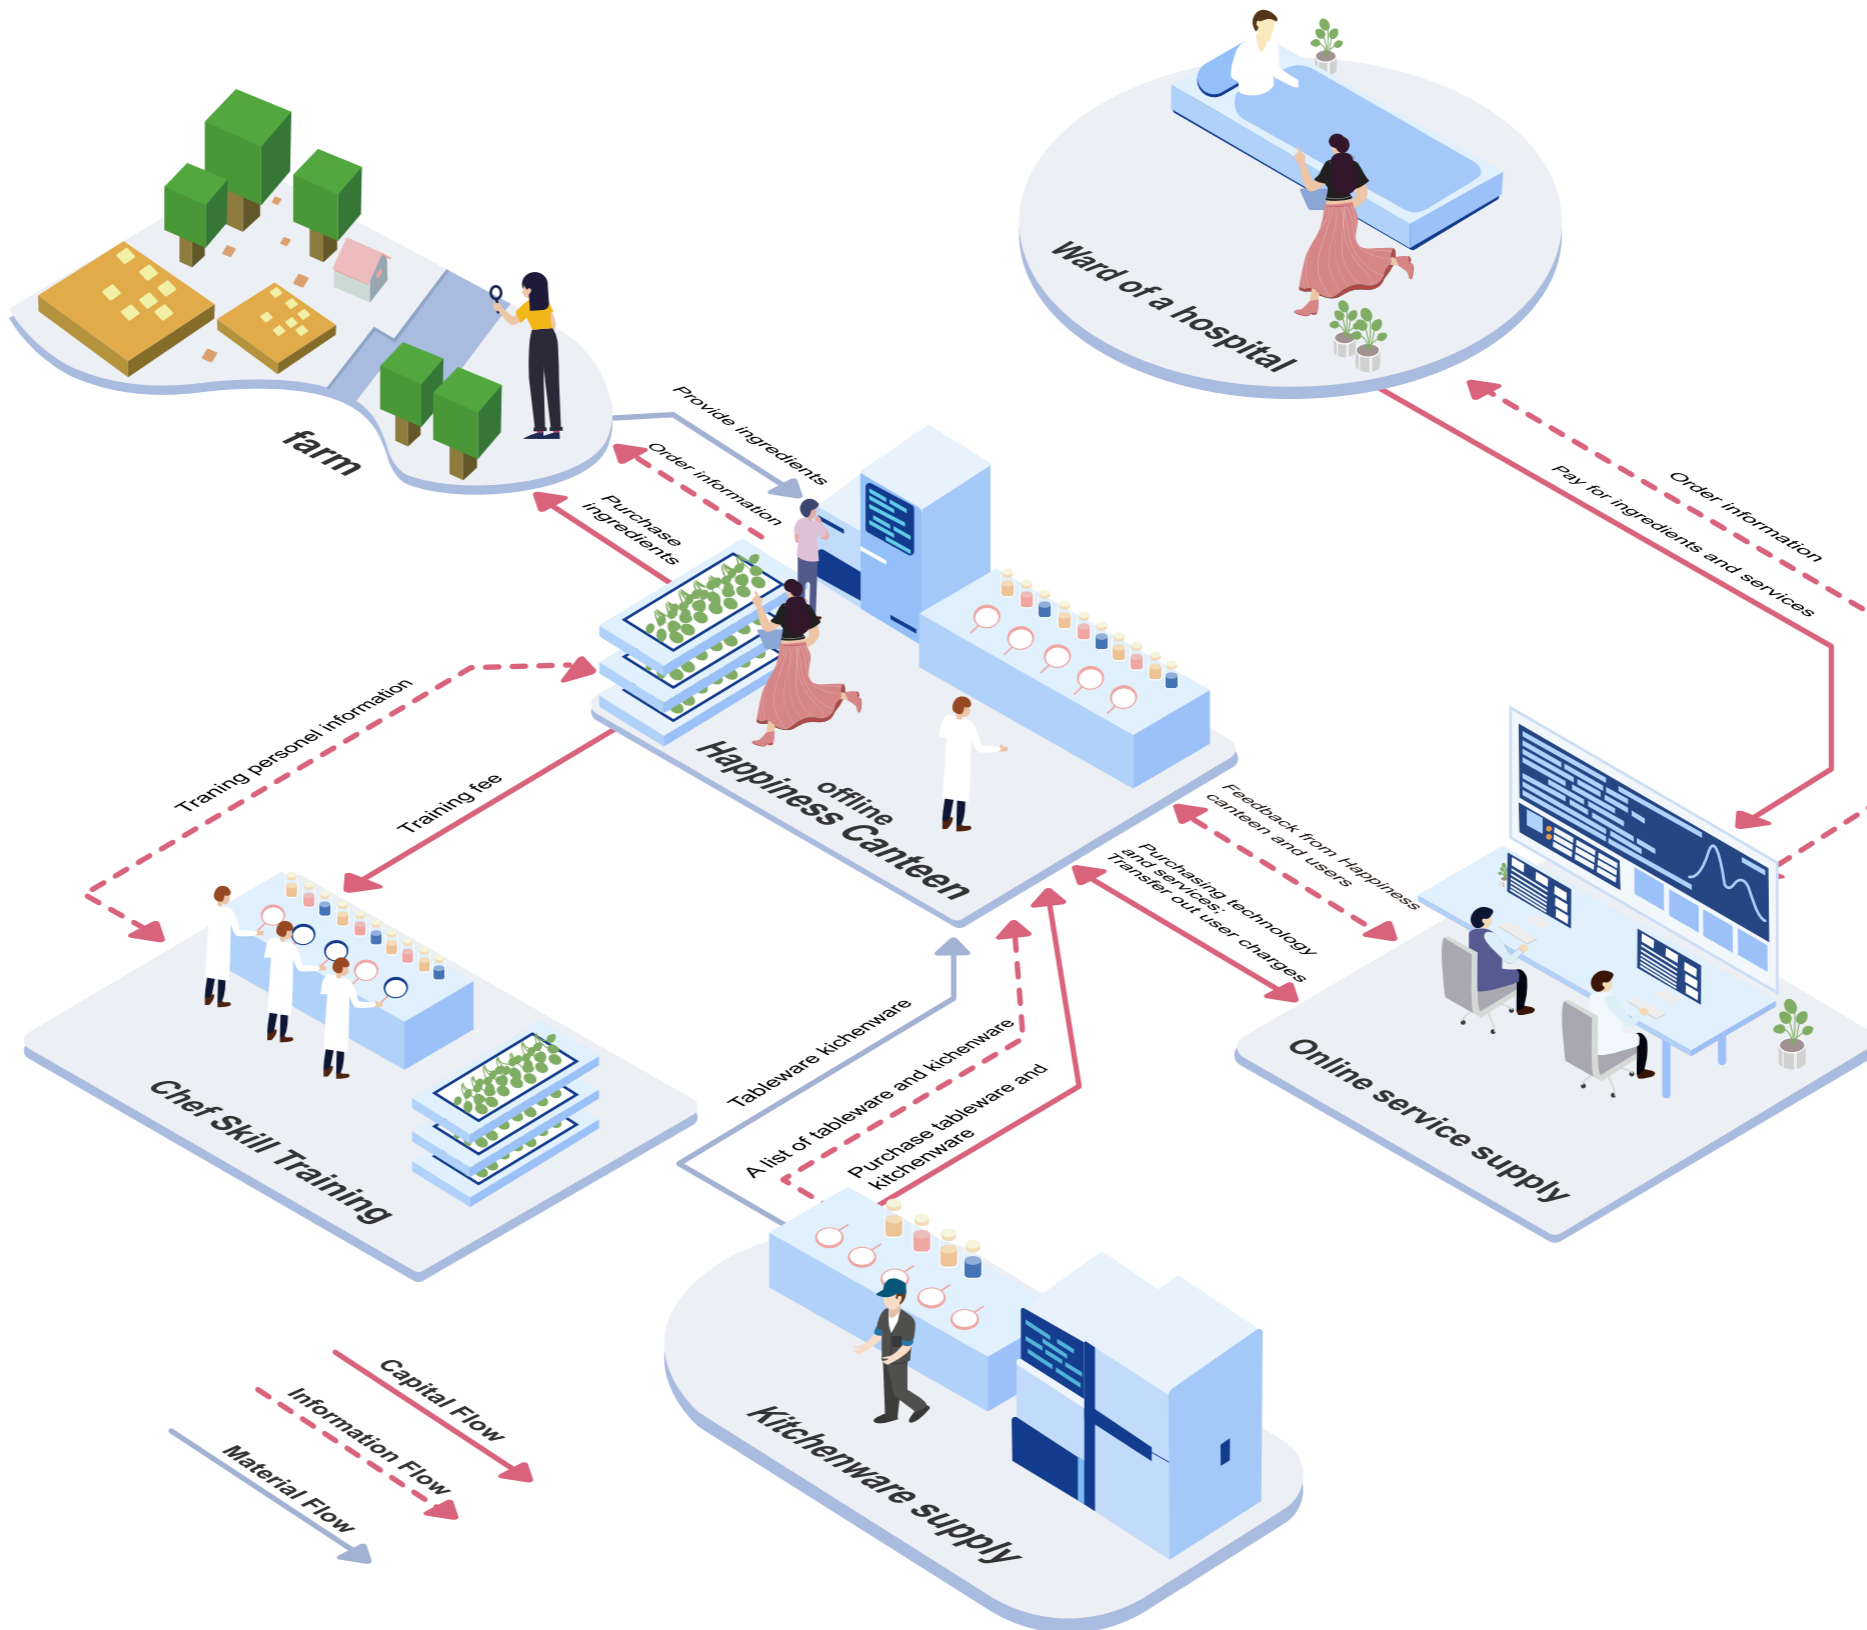 Ward of a hospital
farm
Provide ingredients
Order information
Purchase
ingredients
Order information
Pay for ingredients and services
Traning personel information
Training fee
offline
Happiness Canteen
Feedback from Happiness
canteen and users
Purchasing technology
and services;
Transfer out user charges
Chef Skill Training
Tableware kichenware
A list of tableware and kichenware
Purchase tableware and
kitchenware
Online service supply
Kitchenware supply
Capital Flow
Information Flow
Material Flow